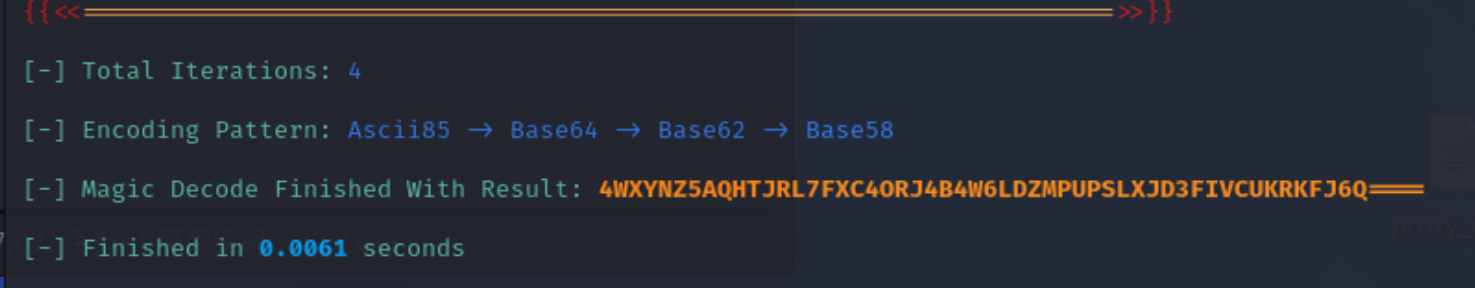 {{<<======================================================================>>}}
[-] Total Iterations: 4
[-] Encoding Pattern: Ascii85 → Base64 → Base62 → Base58
[-] Magic Decode Finished With Result: 4WXYNZ5AQHTJRL7FXC4ORJ4B4W6LDZMPUPSLXJD3FIVCUKRKFJ6Q====
proxy_
[-] Finished in 0.0061 seconds